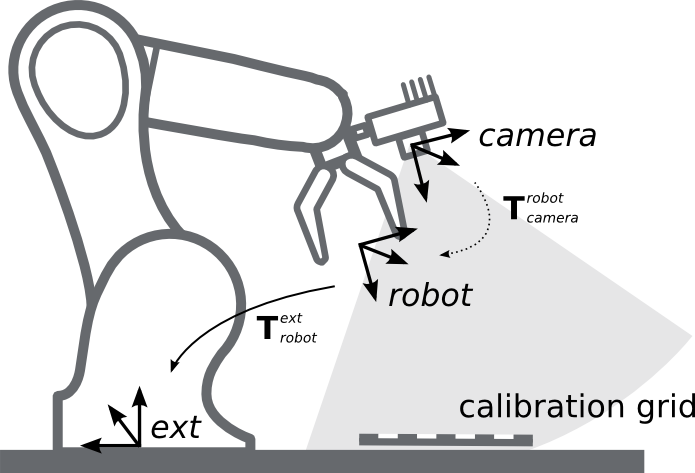 camera
T robot camera
robot
T ext robot
calibration grid
ext